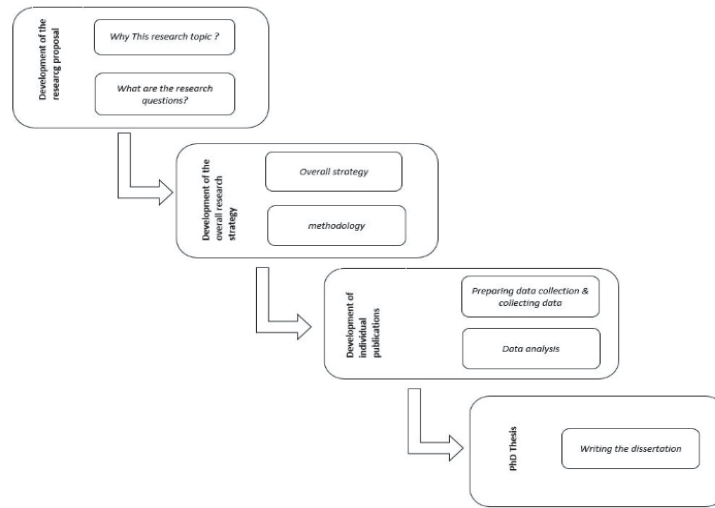 Development of the
researcg proposal
Why This research topic ?
What are the research
questions?
Development of the
overall research
strategy
Overall strategy
methodology
Development of
individual
publications
Preparing data collection &
collecting data
Data analysis
PhD Thesis
Writing the dissertation